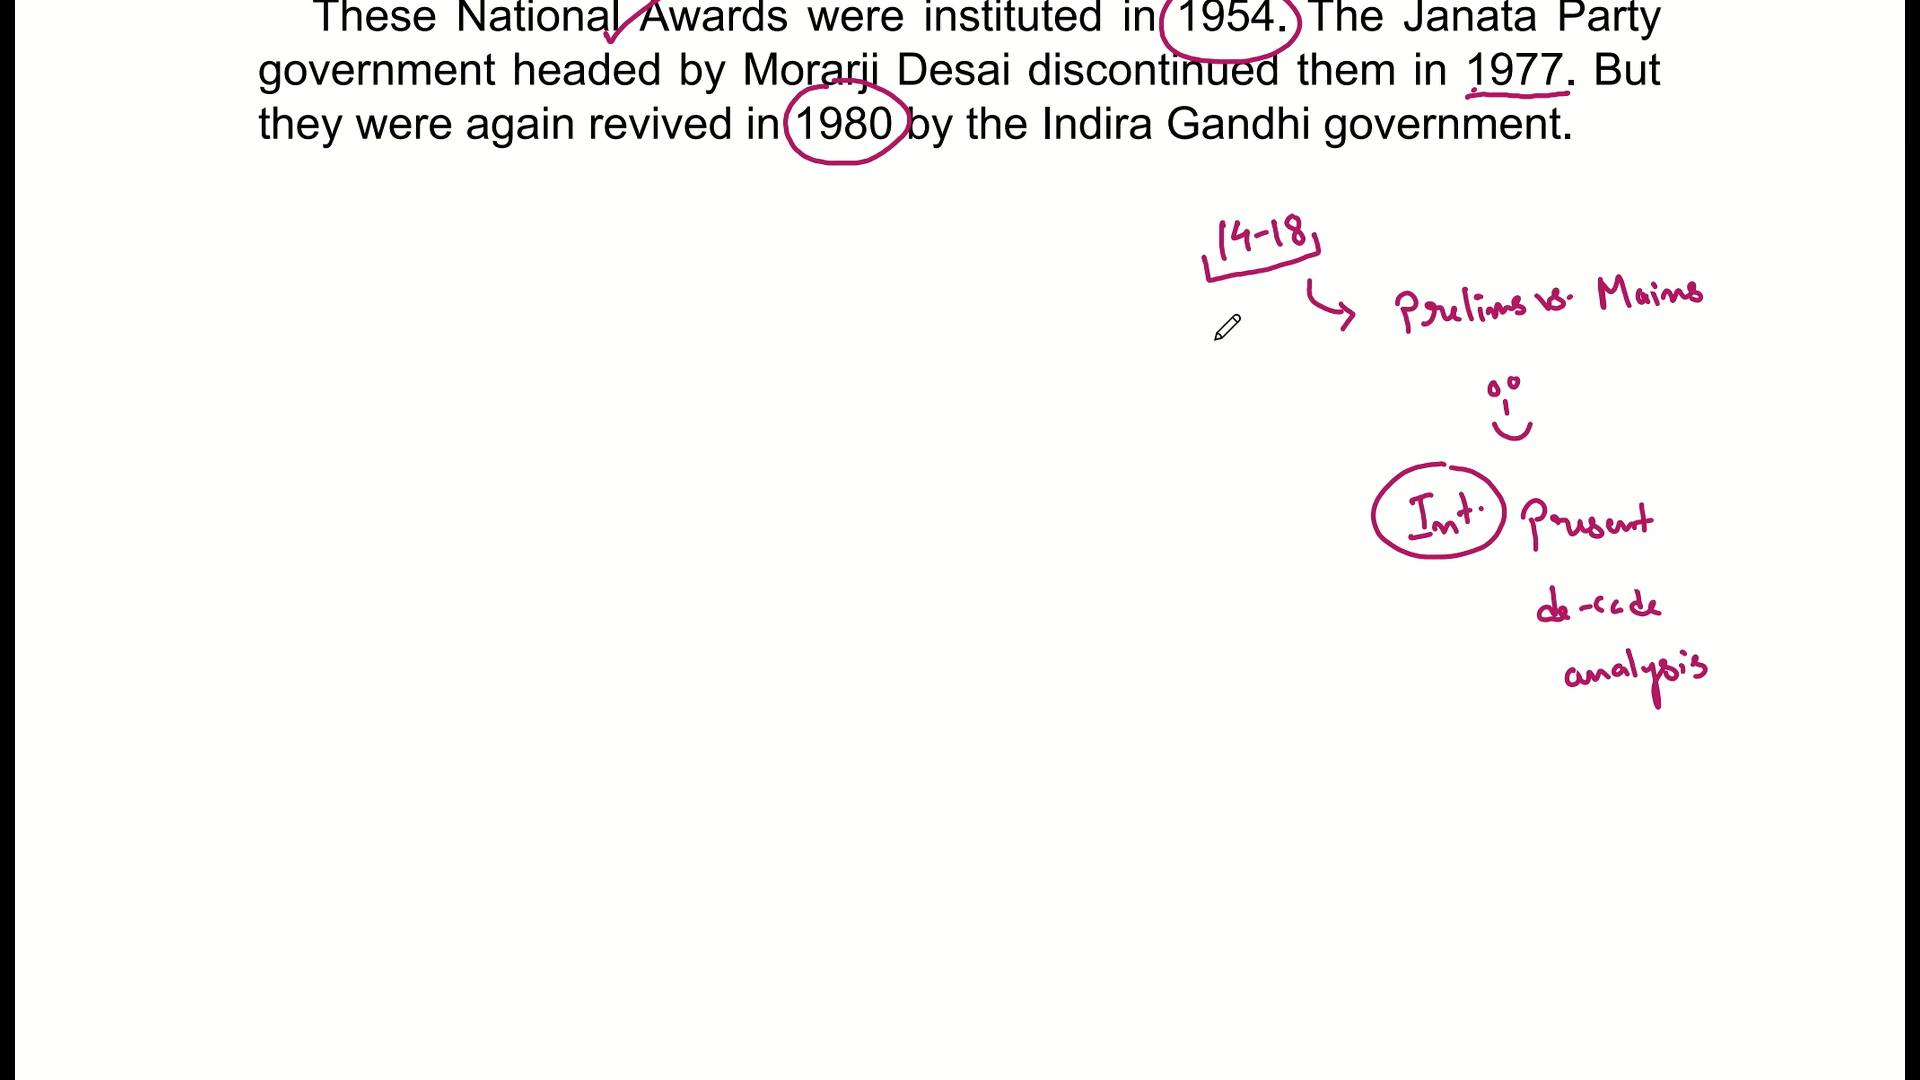 These National Awards were instituted in 1954. The Janata Party
government headed by Morarji Desai discontinued them in 1977. But
they were again revived in 1980 by the Indira Gandhi government.
14-18
Prelims vs. Mains
Int. Present
de-code
analysis